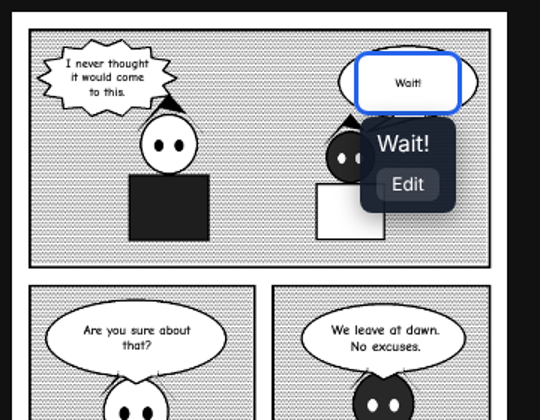 I never thought
it would come
to this.
Wait!
Wait!
Edit
Are you sure about
that?
We leave at dawn.
No excuses.